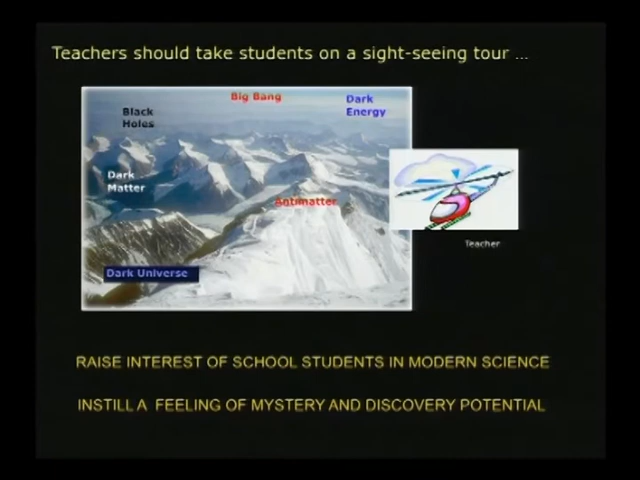 Teachers should take students on a sight-seeing tour ...
Big Bang
Dark
Energy
Black
Holes
Dark
Matter
Antimatter
Teacher
Dark Universe
RAISE INTEREST OF SCHOOL STUDENTS IN MODERN SCIENCE
INSTILL A FEELING OF MYSTERY AND DISCOVERY POTENTIAL